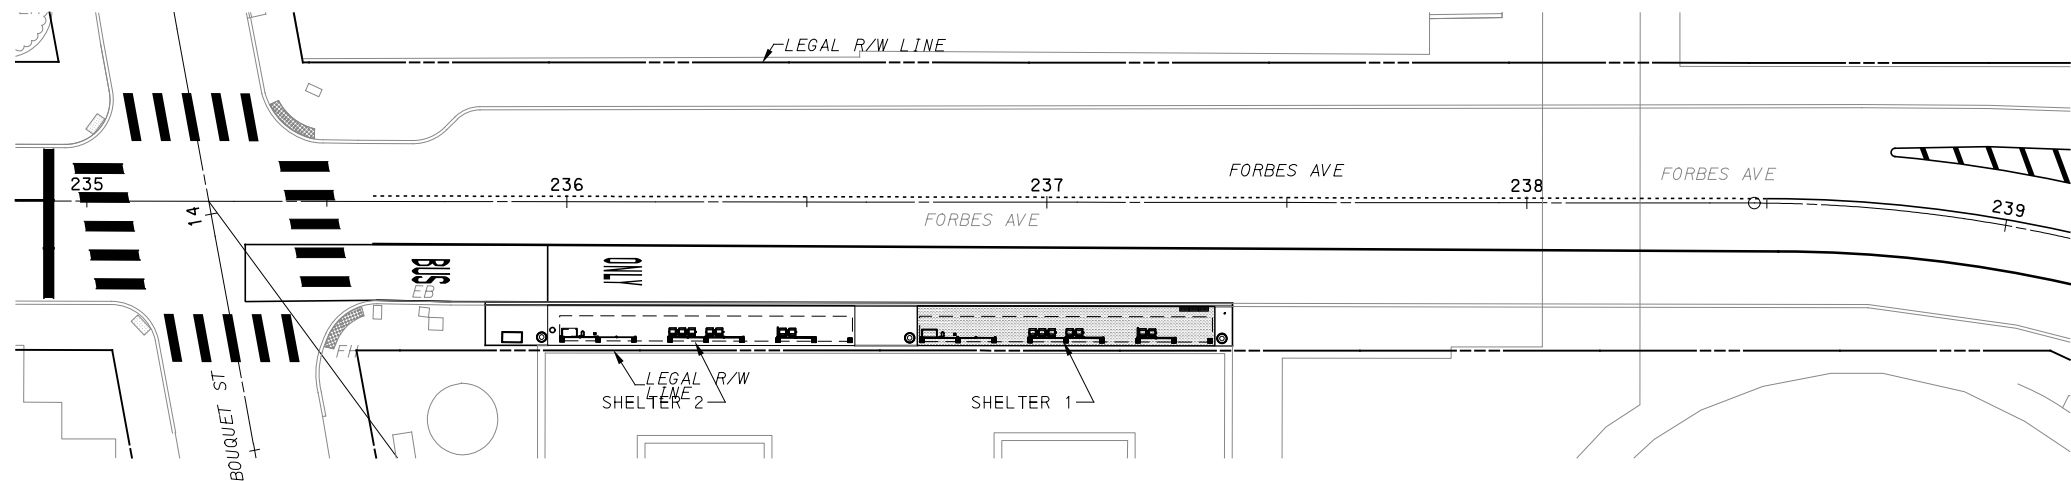 LEGAL R/W LINE
235
236
237
238
239
FORBES AVE
FORBES AVE
FORBES AVE
14
BUS
ONLY
EB
FH
LEGAL R/W
LINE
SHELTER 2
SHELTER 1
BOUQUET ST